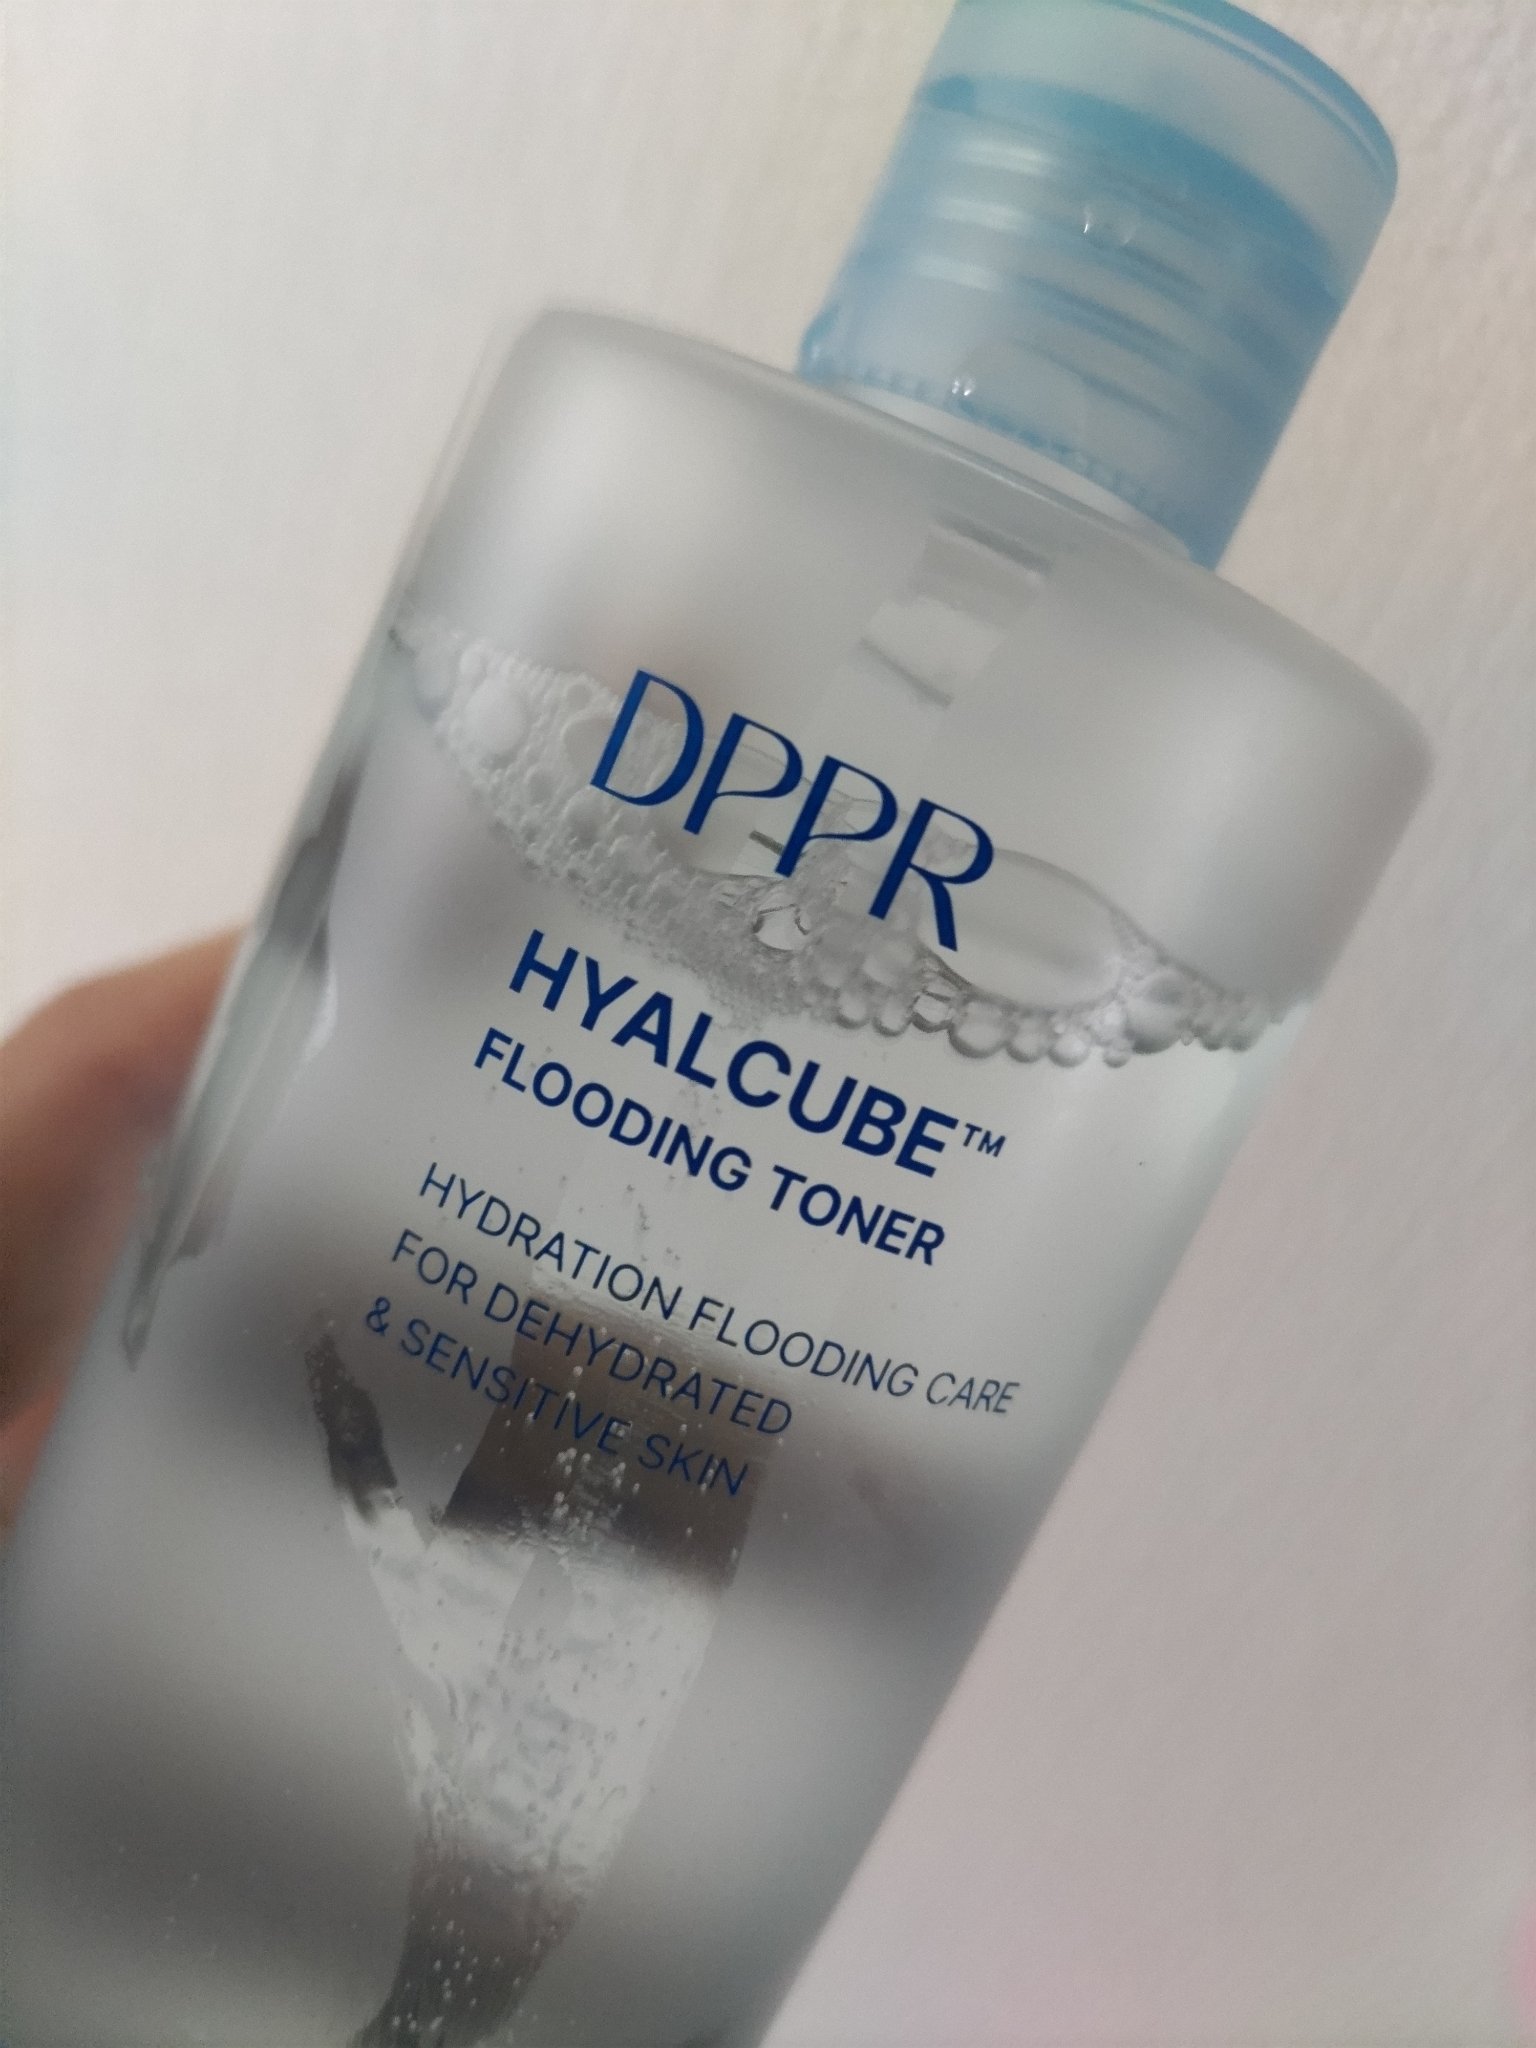 DPPR
HYALCUBE™
FLOODING TONER
HYDRATION FLOODING CARE
FOR DEHYDRATED
& SENSITIVE SKIN